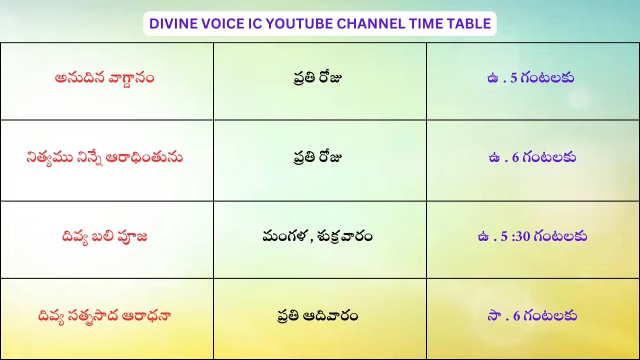 DIVINE VOICE IC YOUTUBE CHANNEL TIME TABLE
అనుదిన వాగ్దానం ప్రతి రోజు ఉ . 5 గంటలకు
నిత్యము నిన్నే ఆరాధింతును ప్రతి రోజు ఉ . 6 గంటలకు
దివ్య బలి పూజ మంగళ , శుక్రవారం ఉ . 5 :30 గంటలకు
దివ్య సత్ప్రసాద ఆరాధనా ప్రతి ఆదివారం సా . 6 గంటలకు